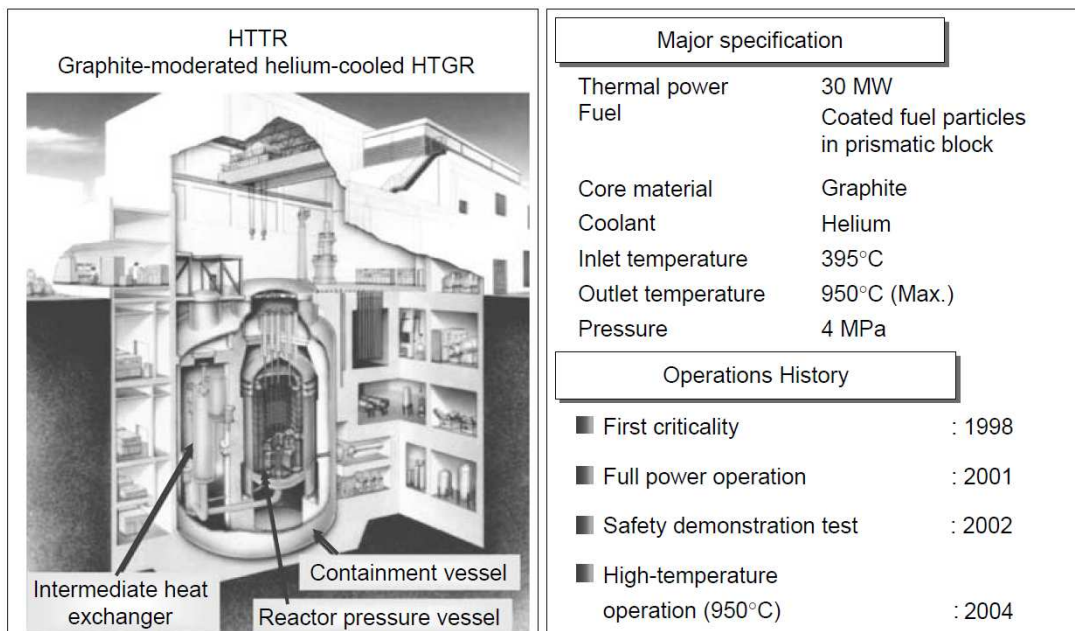 HTTR
Graphite-moderated helium-cooled HTGR
Intermediate heat
exchanger
Containment vessel
Reactor pressure vessel
Major specification
Thermal power 30 MW
Fuel Coated fuel particles
in prismatic block
Core material Graphite
Coolant Helium
Inlet temperature 395°C
Outlet temperature 950°C (Max.)
Pressure 4 MPa
Operations History
First criticality : 1998
Full power operation : 2001
Safety demonstration test : 2002
High-temperature
operation (950°C) : 2004